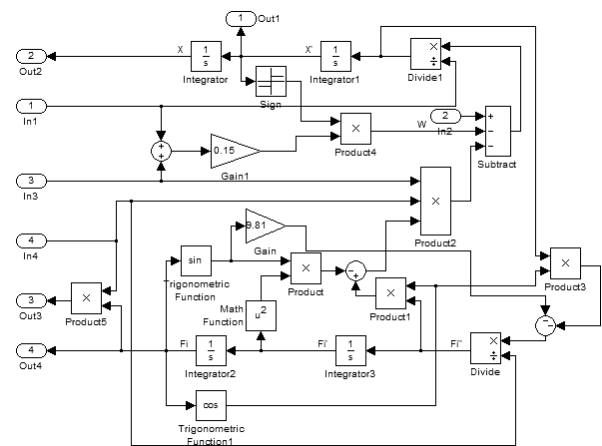 1
Out1
2
Out2
X
1
s
Integrator
X'
1
s
Integrator1
×
÷
Divide1
Sign
1
In1
2
In2
+
−
−
Subtract
+
+
0.15
Gain1
×
Product4
W
3
In3
×
Product2
4
In4
9.81
Gain
sin
Trigonometric
Function
×
Product
−
+
×
Product1
×
Product3
3
Out3
×
Product5
Math
Function
u²
−
−
4
Out4
Fi
1
s
Integrator2
Fi'
1
s
Integrator3
Fi''
×
÷
Divide
cos
Trigonometric
Function1